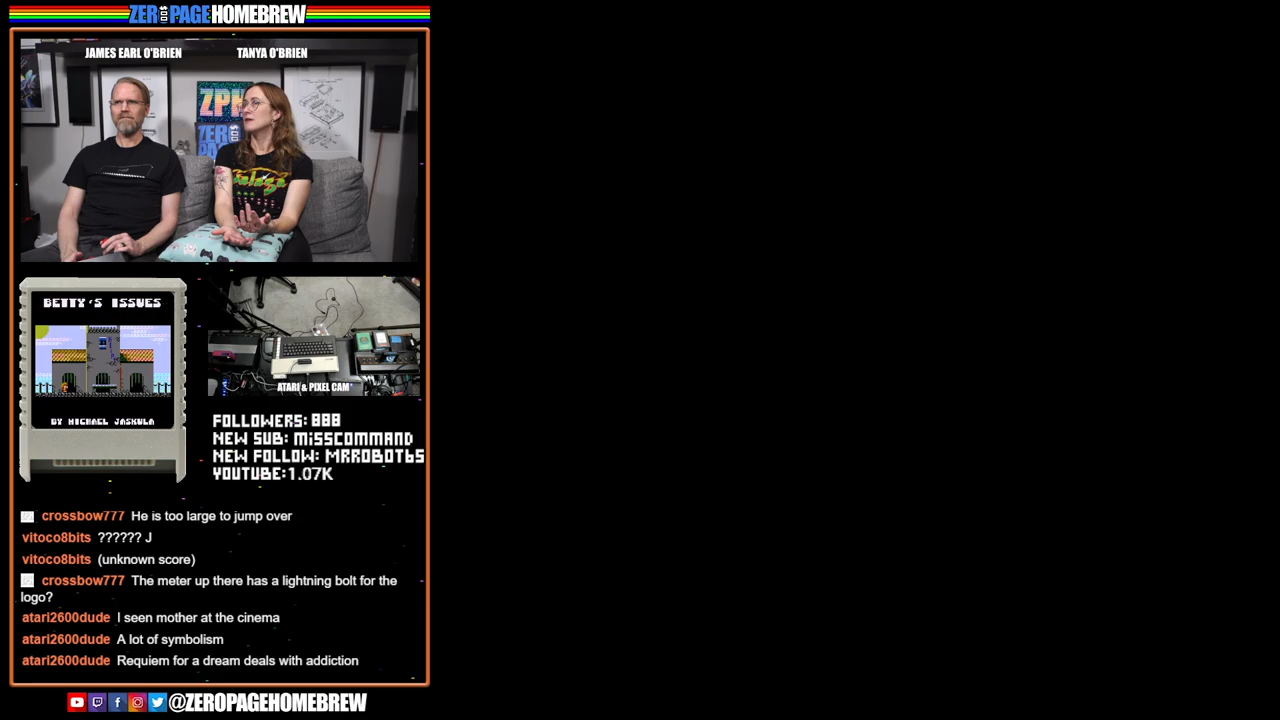 ZEROPAGE HOMEBREW
JAMES EARL O'BRIEN TANYA O'BRIEN
ZPH
Galaga
BETTY'S ISSUES
BY MICHAEL JASKULA
ATARI & PIXEL CAM
FOLLOWERS: 888
NEW SUB: MISSCOMMAND
NEW FOLLOW: MRROBOT65
YOUTUBE:1.07K
crossbow777 He is too large to jump over
vitoco8bits ?????? J
vitoco8bits (unknown score)
crossbow777 The meter up there has a lightning bolt for the
logo?
atari2600dude I seen mother at the cinema
atari2600dude A lot of symbolism
atari2600dude Requiem for a dream deals with addiction
@ZEROPAGEHOMEBREW